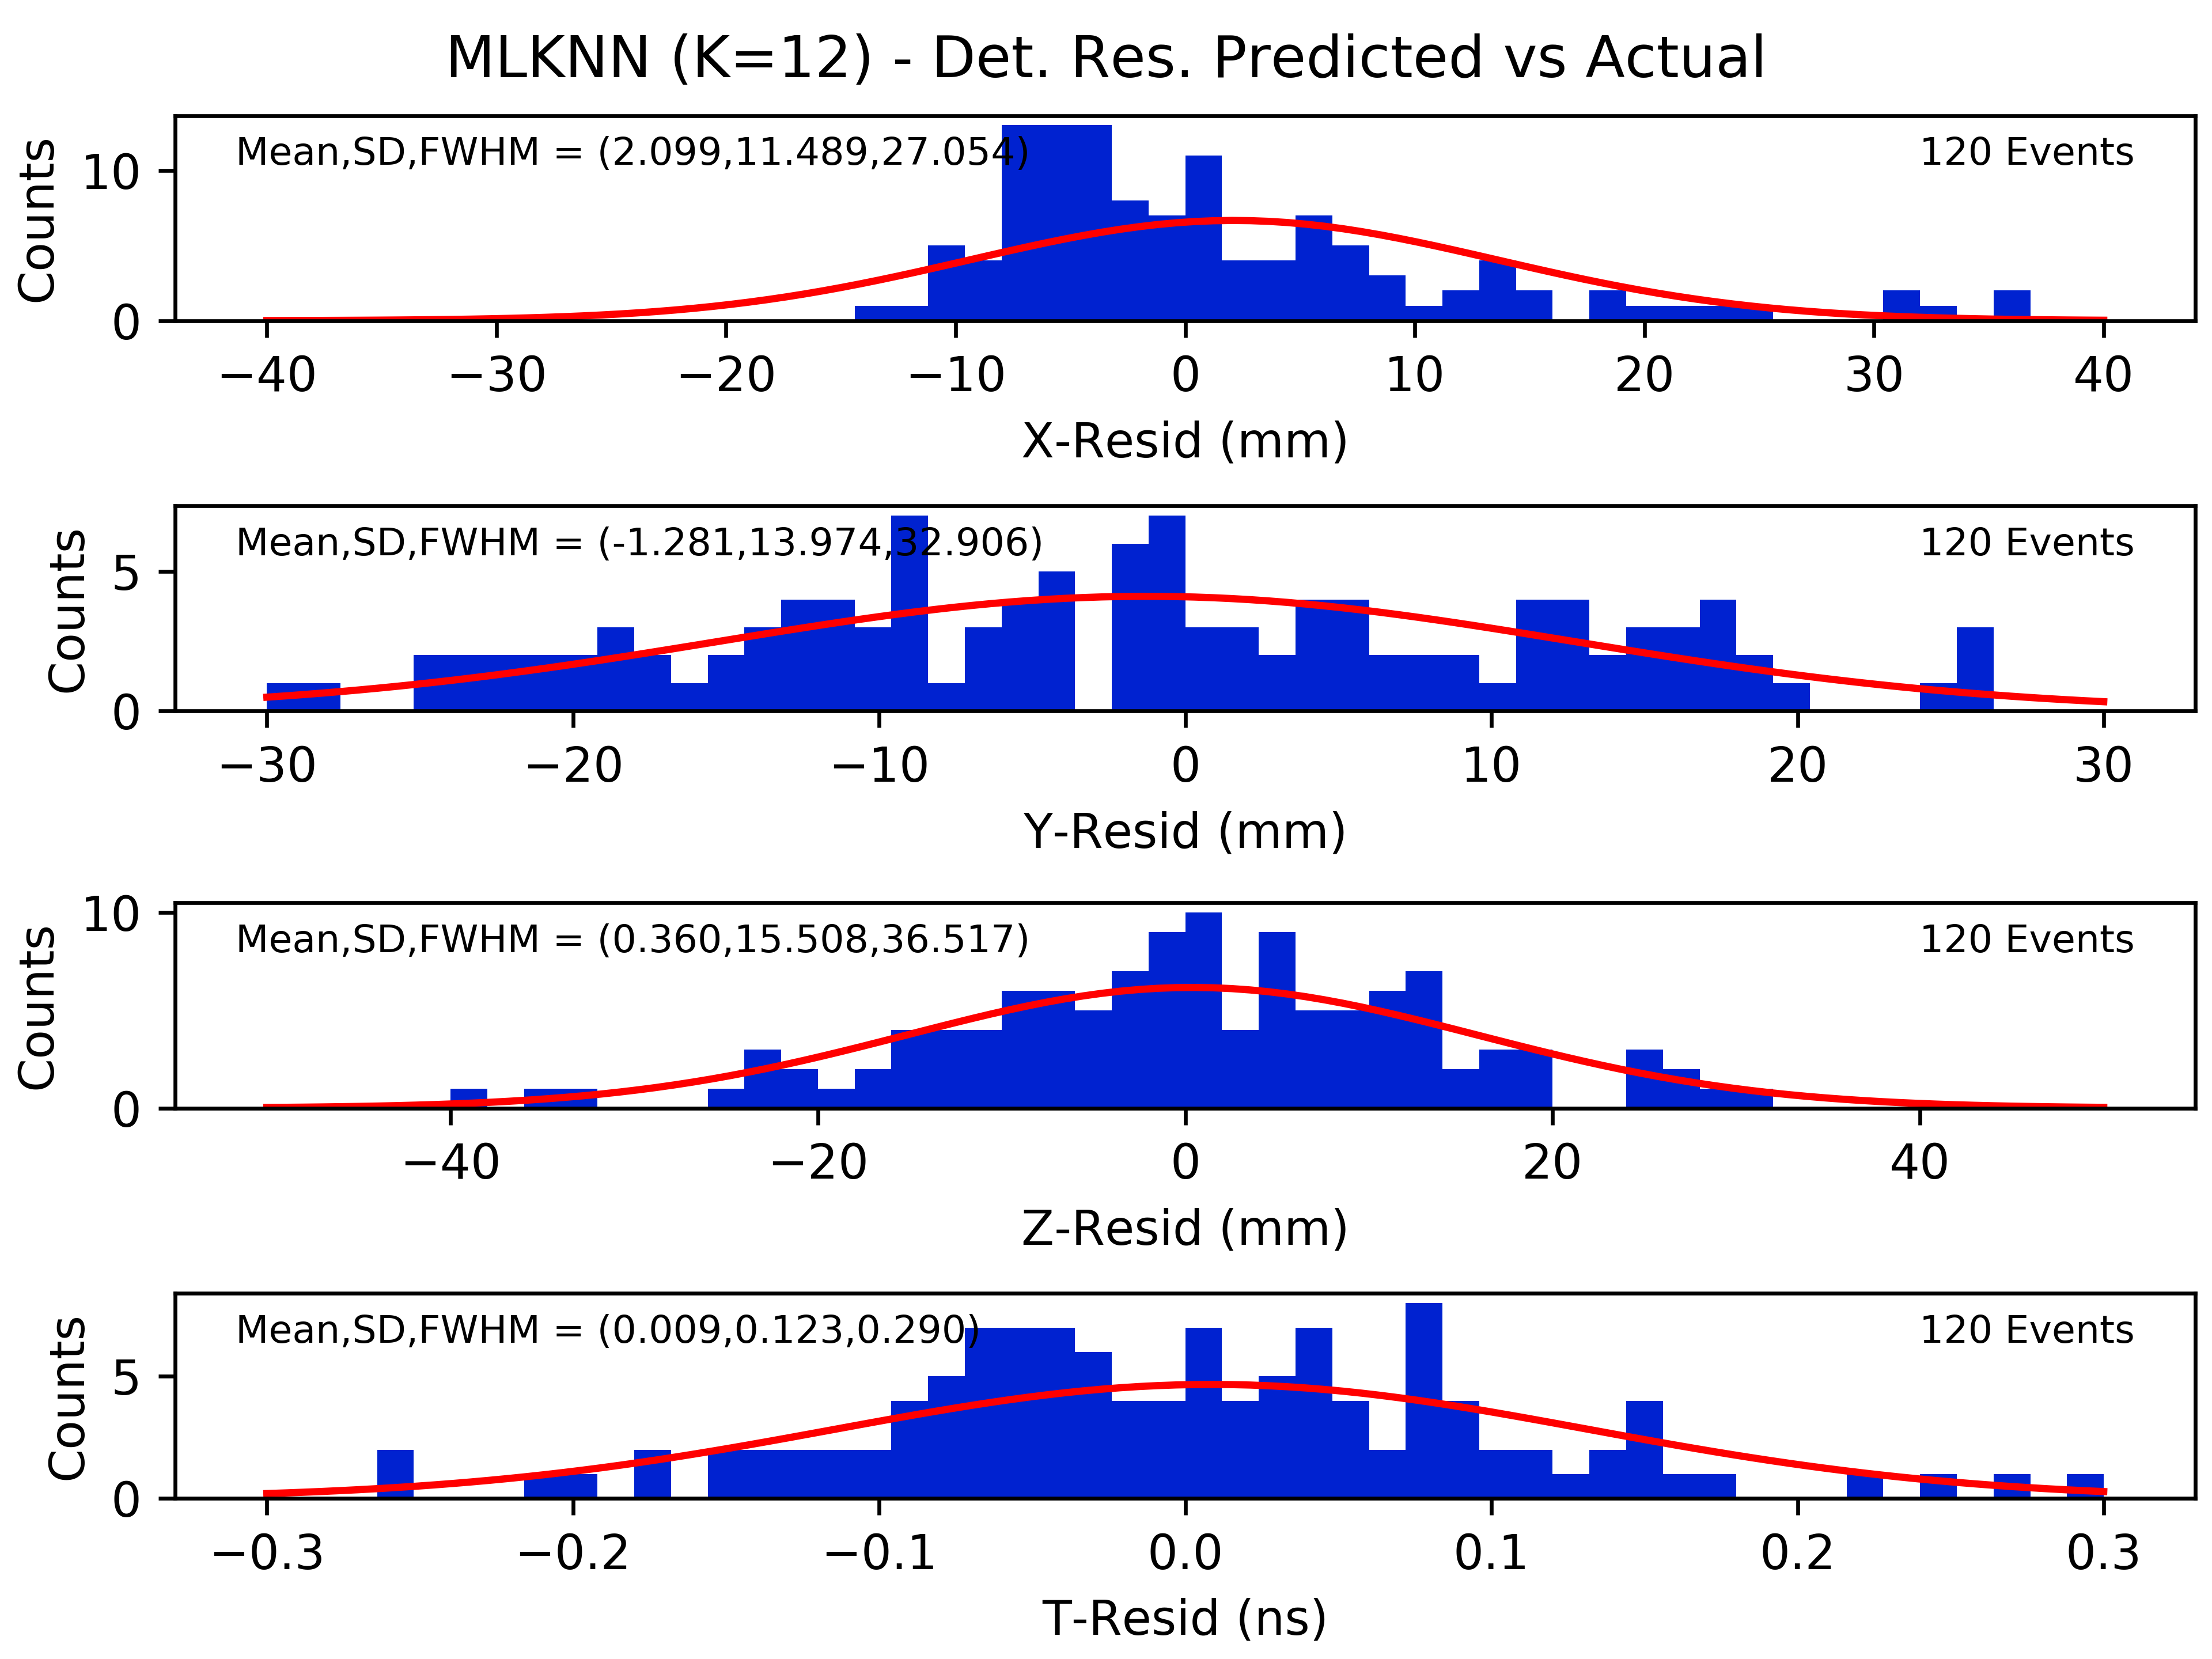 MLKNN (K=12) - Det. Res. Predicted vs Actual
Mean,SD,FWHM = (2.099,11.489,27.054)
120 Events
Counts
10
0
−40 −30 −20 −10 0 10 20 30 40
X-Resid (mm)
Mean,SD,FWHM = (-1.281,13.974,32.906)
120 Events
Counts
5
0
−30 −20 −10 0 10 20 30
Y-Resid (mm)
Mean,SD,FWHM = (0.360,15.508,36.517)
120 Events
Counts
10
0
−40 −20 0 20 40
Z-Resid (mm)
Mean,SD,FWHM = (0.009,0.123,0.290)
120 Events
Counts
5
0
−0.3 −0.2 −0.1 0.0 0.1 0.2 0.3
T-Resid (ns)